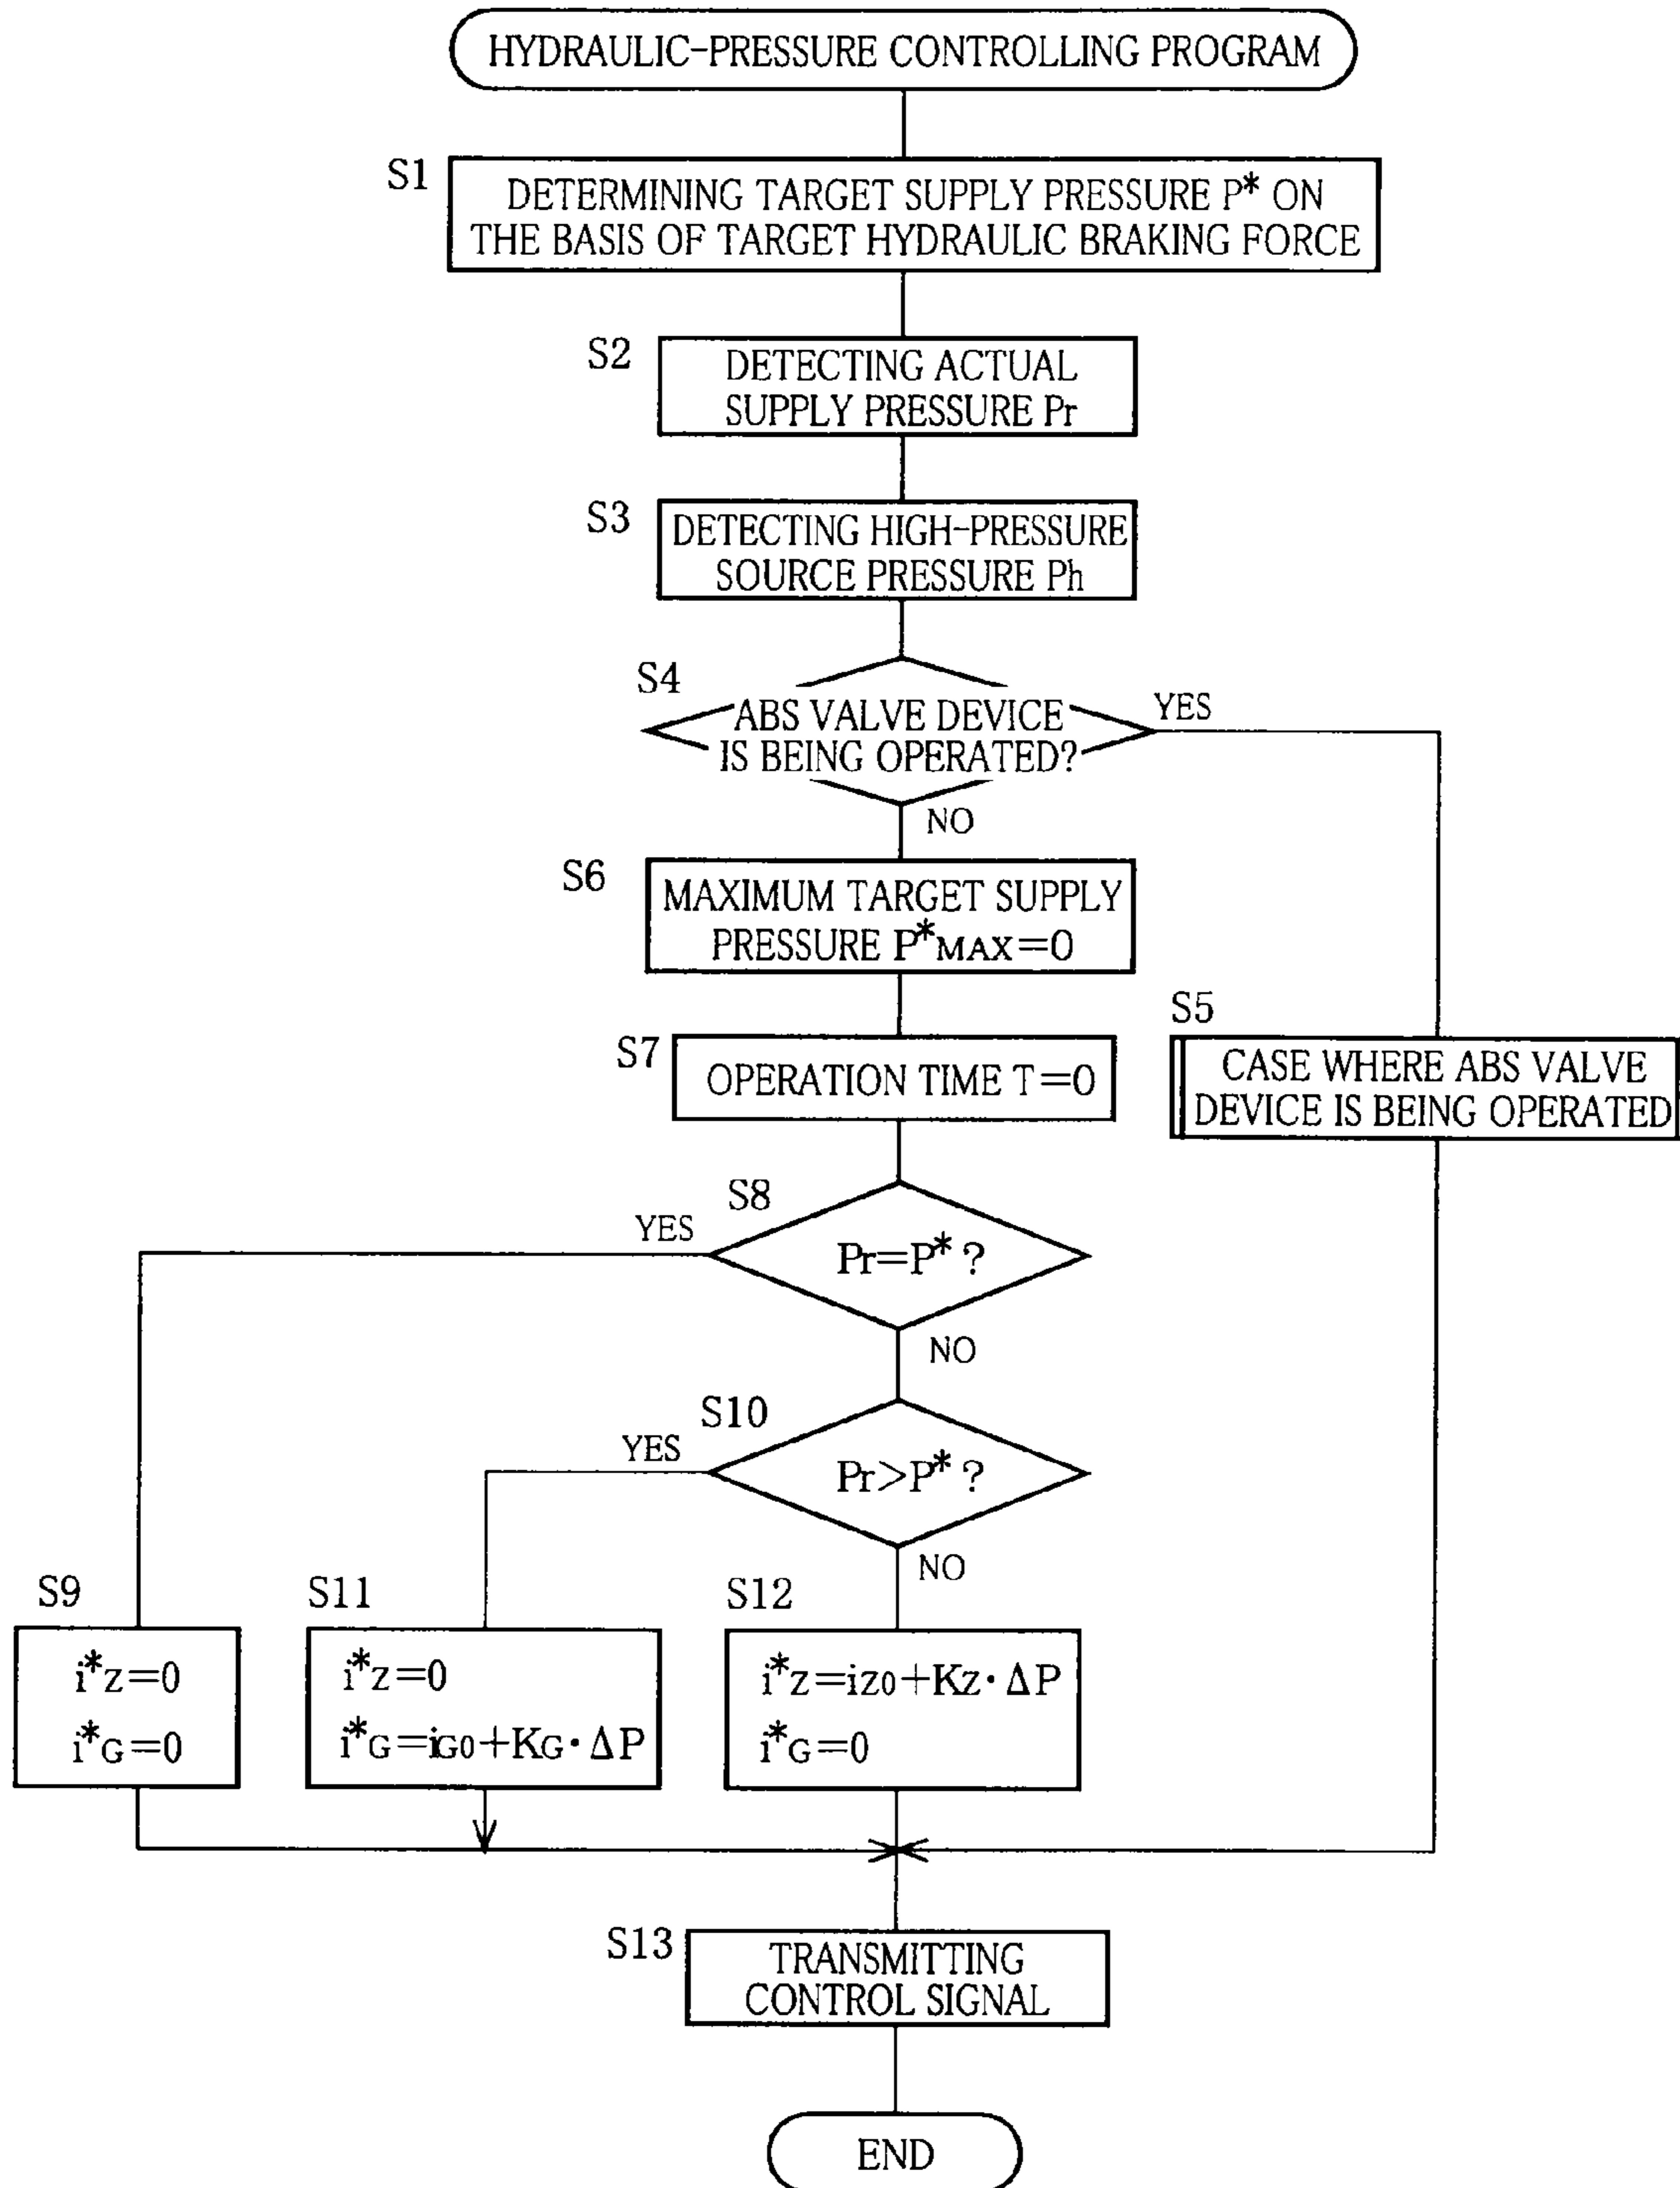 HYDRAULIC-PRESSURE CONTROLLING PROGRAM
S1
DETERMINING TARGET SUPPLY PRESSURE P* ON
THE BASIS OF TARGET HYDRAULIC BRAKING FORCE
S2
DETECTING ACTUAL
SUPPLY PRESSURE Pr
S3
DETECTING HIGH-PRESSURE
SOURCE PRESSURE Ph
S4
ABS VALVE DEVICE
IS BEING OPERATED?
YES
NO
S6
MAXIMUM TARGET SUPPLY
PRESSURE P*MAX=0
S5
CASE WHERE ABS VALVE
DEVICE IS BEING OPERATED
S7
OPERATION TIME T=0
S8
YES
Pr=P*?
NO
S10
YES
Pr>P*?
NO
S9
i*Z=0
i*G=0
S11
i*Z=0
i*G=iG0+KG·ΔP
S12
i*Z=iZ0+KZ·ΔP
i*G=0
S13
TRANSMITTING
CONTROL SIGNAL
END